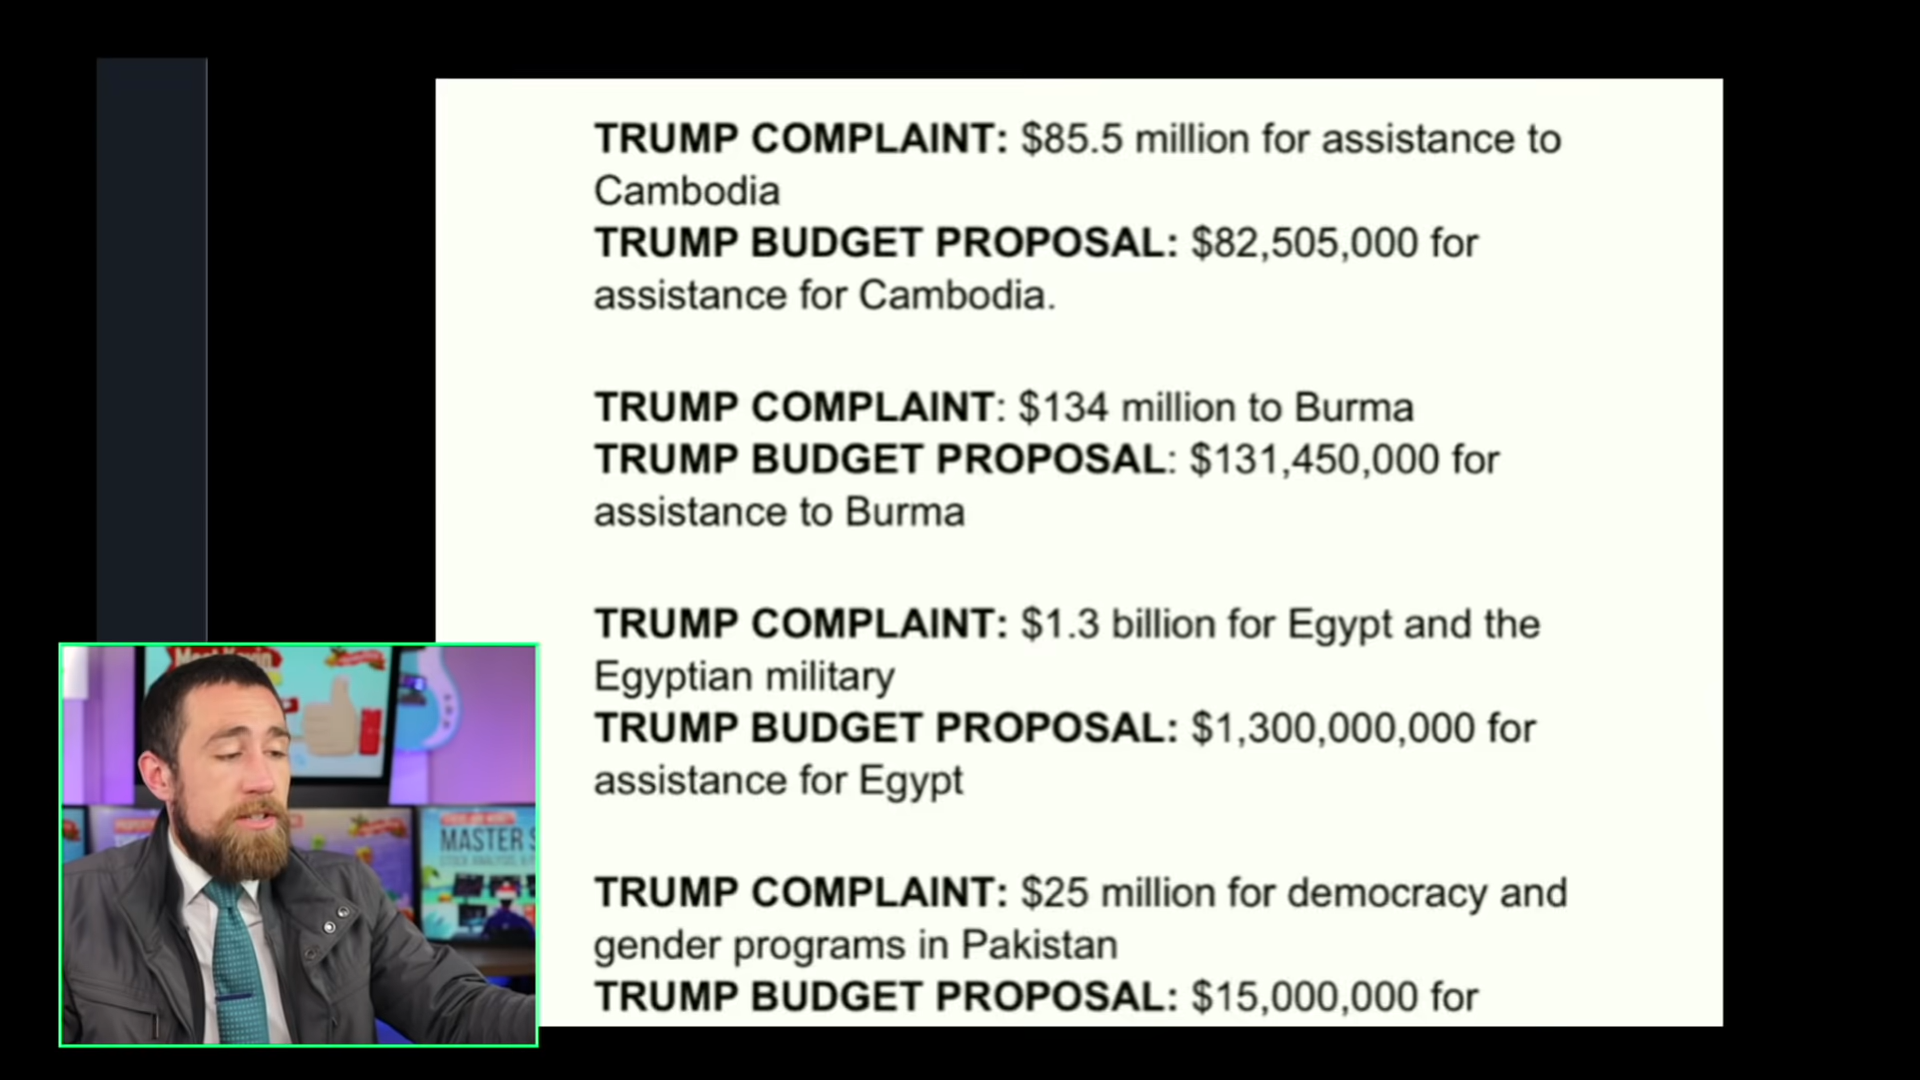 TRUMP COMPLAINT: $85.5 million for assistance to
Cambodia
TRUMP BUDGET PROPOSAL: $82,505,000 for
assistance for Cambodia.
TRUMP COMPLAINT: $134 million to Burma
TRUMP BUDGET PROPOSAL: $131,450,000 for
assistance to Burma
TRUMP COMPLAINT: $1.3 billion for Egypt and the
Egyptian military
TRUMP BUDGET PROPOSAL: $1,300,000,000 for
assistance for Egypt
TRUMP COMPLAINT: $25 million for democracy and
gender programs in Pakistan
TRUMP BUDGET PROPOSAL: $15,000,000 for
Meet Kevin
MASTER S